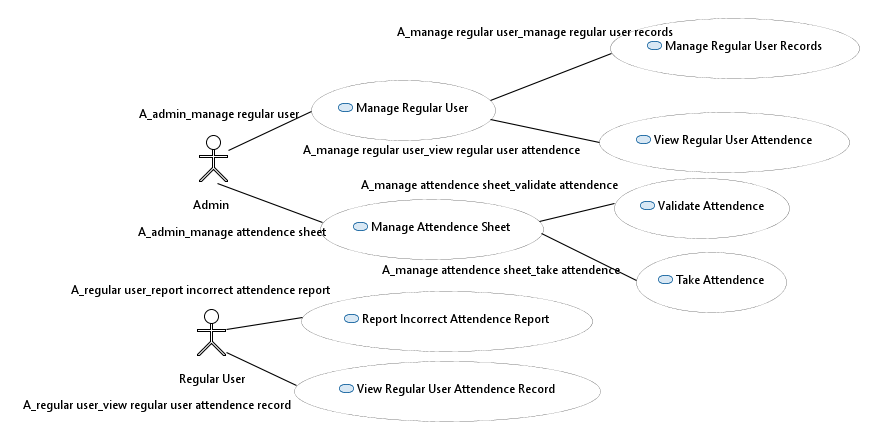 A_manage regular user_manage regular user records
Manage Regular User Records
Manage Regular User
A_admin_manage regular user
View Regular User Attendence
A_manage regular user_view regular user attendence
A_manage attendence sheet_validate attendence
Admin
Validate Attendence
Manage Attendence Sheet
A_admin_manage attendence sheet
A_manage attendence sheet_take attendence
Take Attendence
A_regular user_report incorrect attendence report
Report Incorrect Attendence Report
Regular User
View Regular User Attendence Record
A_regular user_view regular user attendence record